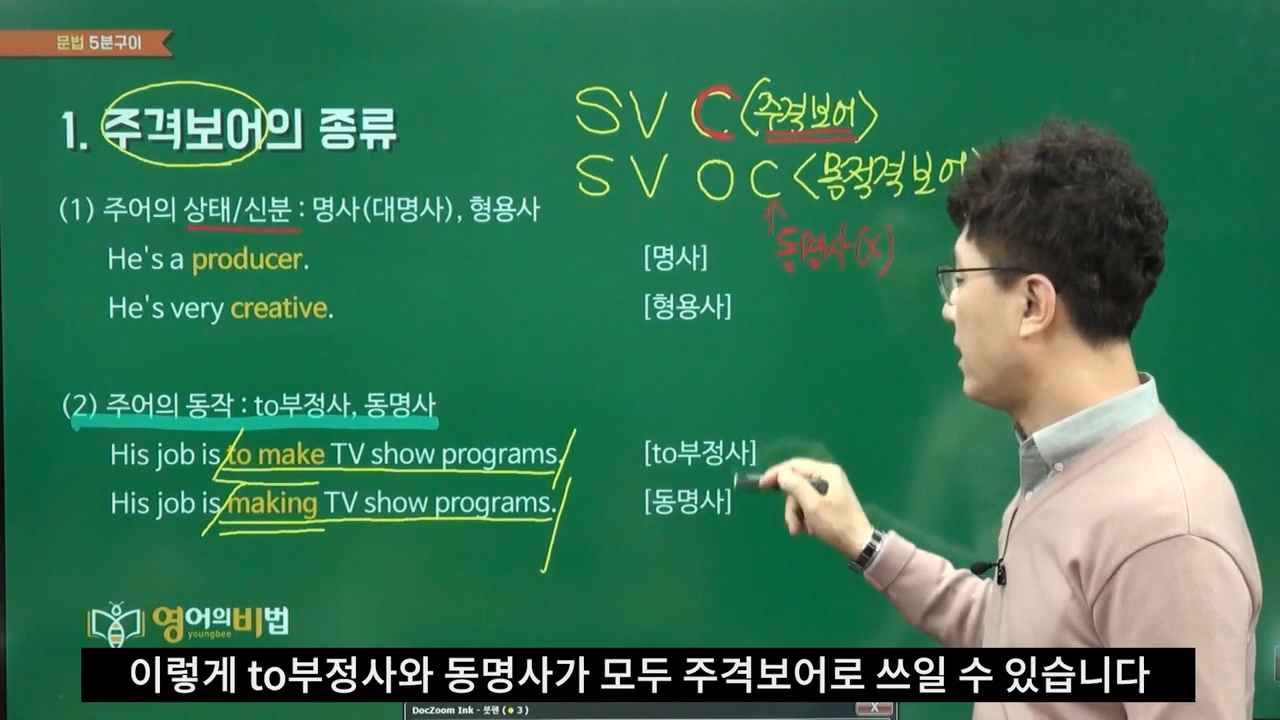 문법 5분구이
1. 주격보어의 종류
S V C <주격보어>
S V O C <목적격보어>
동명사(X)
(1) 주어의 상태/신분 : 명사(대명사), 형용사
He's a producer. [명사]
He's very creative. [형용사]
(2) 주어의 동작 : to부정사, 동명사
His job is to make TV show programs. [to부정사]
His job is making TV show programs. [동명사]
영어의비법
youngbee
이렇게 to부정사와 동명사가 모두 주격보어로 쓰일 수 있습니다
DocZoom Ink - 붓펜 ( 3 ) X